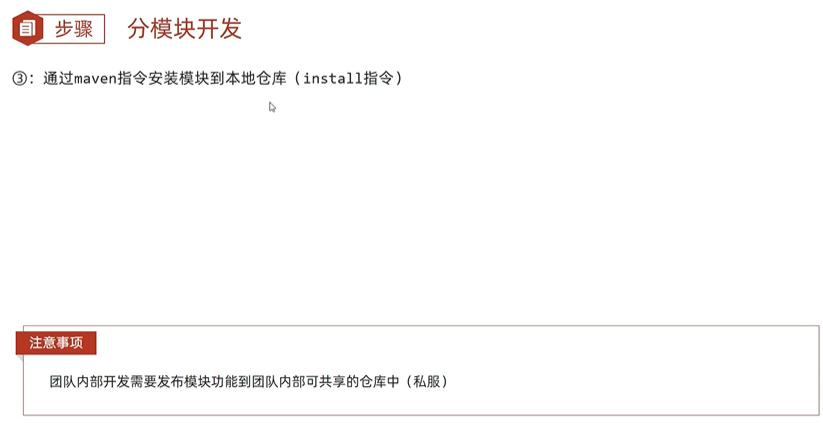 步骤 分模块开发
③：通过maven指令安装模块到本地仓库（install指令）
注意事项
团队内部开发需要发布模块功能到团队内部可共享的仓库中（私服）